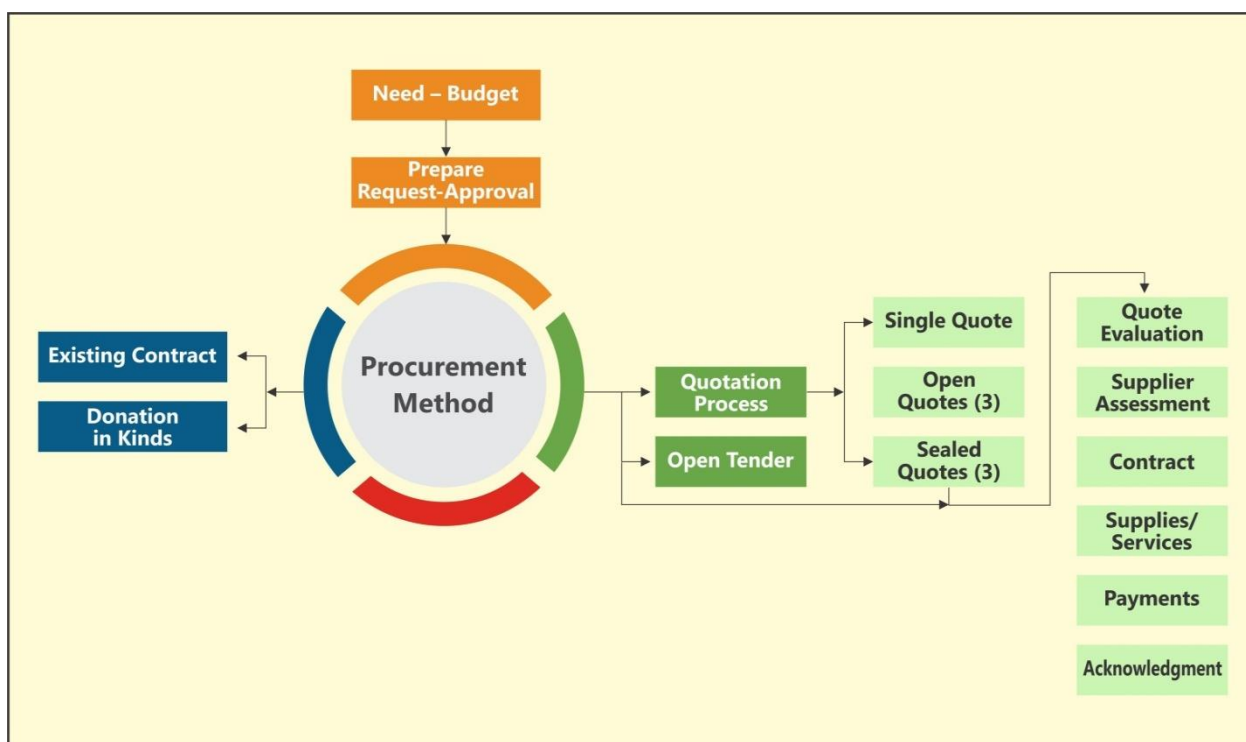 Need – Budget
Prepare
Request-Approval
Procurement
Method
Existing Contract
Donation
in Kinds
Quotation
Process
Open Tender
Single Quote
Open
Quotes (3)
Sealed
Quotes (3)
Quote
Evaluation
Supplier
Assessment
Contract
Supplies/
Services
Payments
Acknowledgment